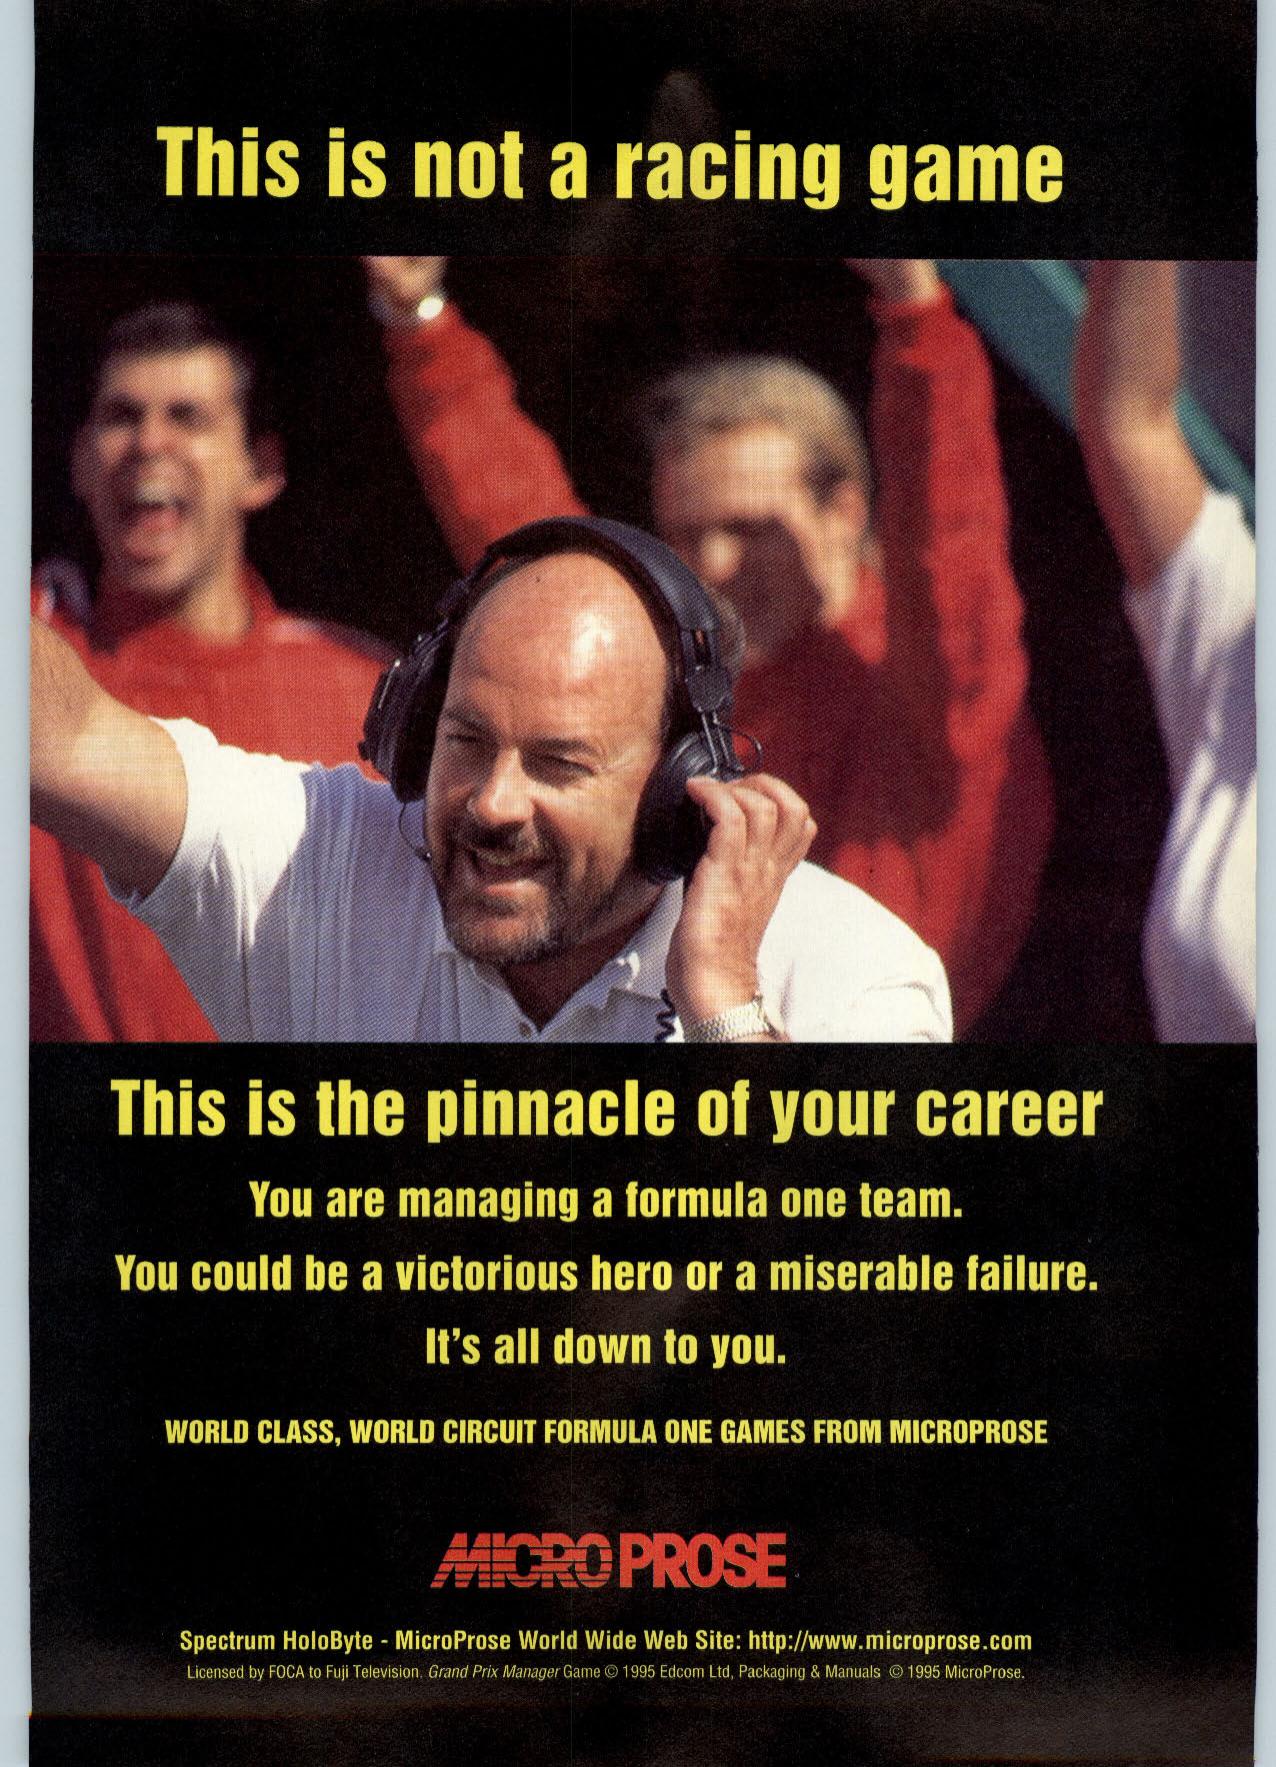 This is not a racing game
This is the pinnacle of your career
You are managing a formula one team.
You could be a victorious hero or a miserable failure.
It's all down to you.
WORLD CLASS, WORLD CIRCUIT FORMULA ONE GAMES FROM MICROPROSE
MICRO PROSE
Spectrum HoloByte - MicroProse World Wide Web Site: http://www.microprose.com
Licensed by FOCA to Fuji Television. Grand Prix Manager Game © 1995 Edcom Ltd, Packaging & Manuals © 1995 MicroProse.